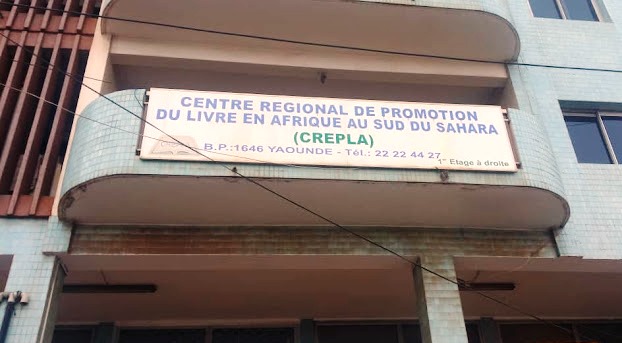 CENTRE REGIONAL DE PROMOTION
DU LIVRE EN AFRIQUE AU SUD DU SAHARA
(CREPLA)
B.P.:1646 YAOUNDE - Tél.: 22 22 44 27
1er Etage à droite